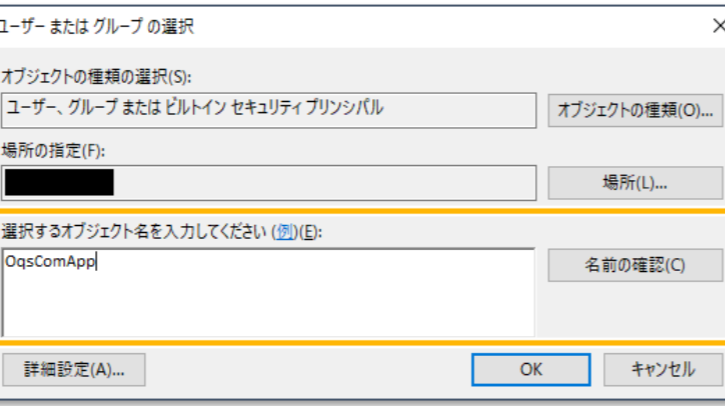 ユーザー または グループ の選択
オブジェクトの種類の選択(S):
ユーザー、グループ または ビルトイン セキュリティ プリンシパル
オブジェクトの種類(O)...
場所の指定(F):
場所(L)...
選択するオブジェクト名を入力してください (例)(E):
OqsComApp
名前の確認(C)
詳細設定(A)...
OK
キャンセル